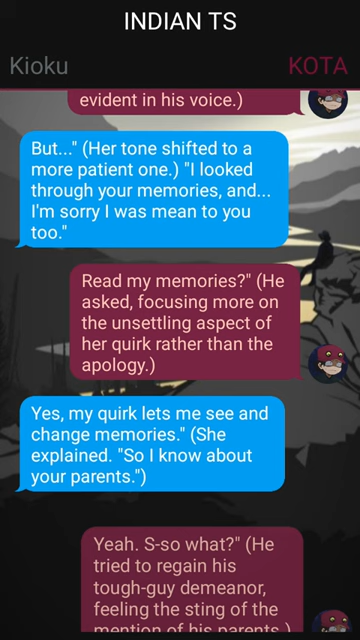 INDIAN TS
Kioku
KOTA
evident in his voice.)
But..." (Her tone shifted to a
more patient one.) "I looked
through your memories, and...
I'm sorry I was mean to you
too."
Read my memories?" (He
asked, focusing more on
the unsettling aspect of
her quirk rather than the
apology.)
Yes, my quirk lets me see and
change memories." (She
explained. "So I know about
your parents.")
Yeah. S-so what?" (He
tried to regain his
tough-guy demeanor,
feeling the sting of the
mention of his parents.)